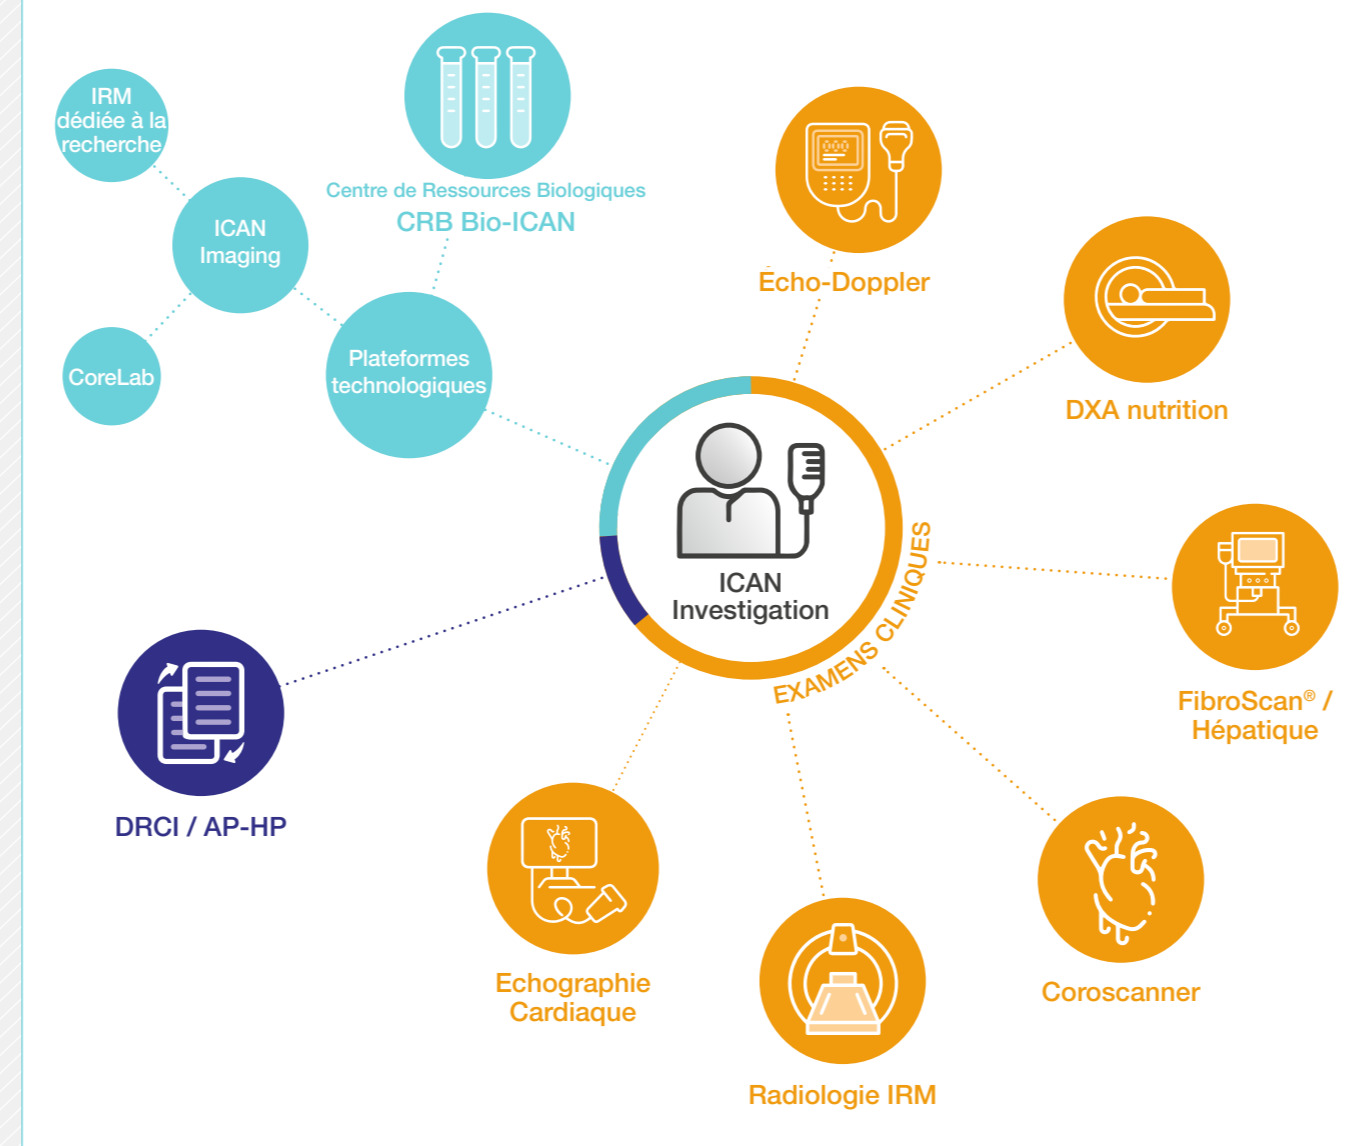 IRM
dédiée à la
recherche
ICAN
Imaging
CoreLab
Centre de Ressources Biologiques
CRB Bio-ICAN
Plateformes
technologiques
Écho-Doppler
DXA nutrition
ICAN
Investigation
EXAMENS CLINIQUES
FibroScan® /
Hépatique
DRCI / AP-HP
Echographie
Cardiaque
Coroscanner
Radiologie IRM